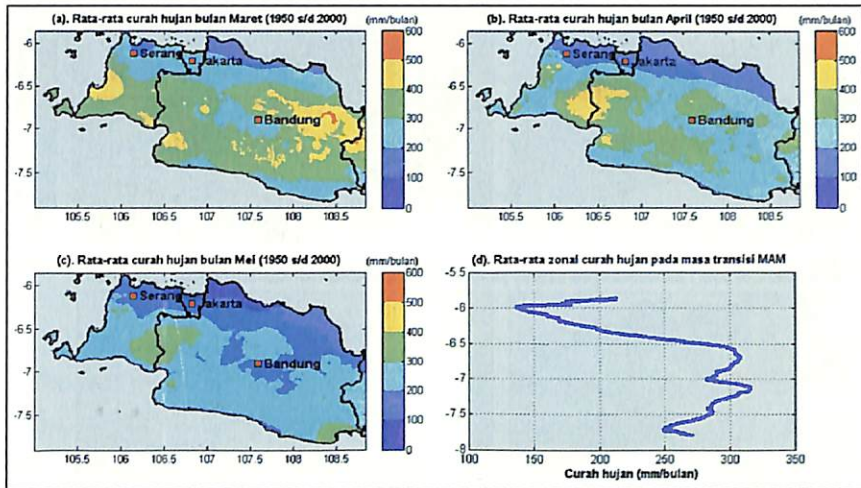 (a). Rata-rata curah hujan bulan Maret (1950 s/d 2000)
(mm/bulan)
-6
-6.5
-7
-7.5
105.5 106 106.5 107 107.5 108 108.5
Serang
Jakarta
Bandung
600
500
400
300
200
100
0
(b). Rata-rata curah hujan bulan April (1950 s/d 2000)
(mm/bulan)
-6
-6.5
-7
-7.5
105.5 106 106.5 107 107.5 108 108.5
Serang
Jakarta
Bandung
600
500
400
300
200
100
0
(c). Rata-rata curah hujan bulan Mei (1950 s/d 2000)
(mm/bulan)
-6
-6.5
-7
-7.5
105.5 106 106.5 107 107.5 108 108.5
Serang
Jakarta
Bandung
600
500
400
300
200
100
0
(d). Rata-rata zonal curah hujan pada masa transisi MAM
-5.5
-6
-6.5
-7
-7.5
-8
100 150 200 250 300 350
Curah hujan (mm/bulan)